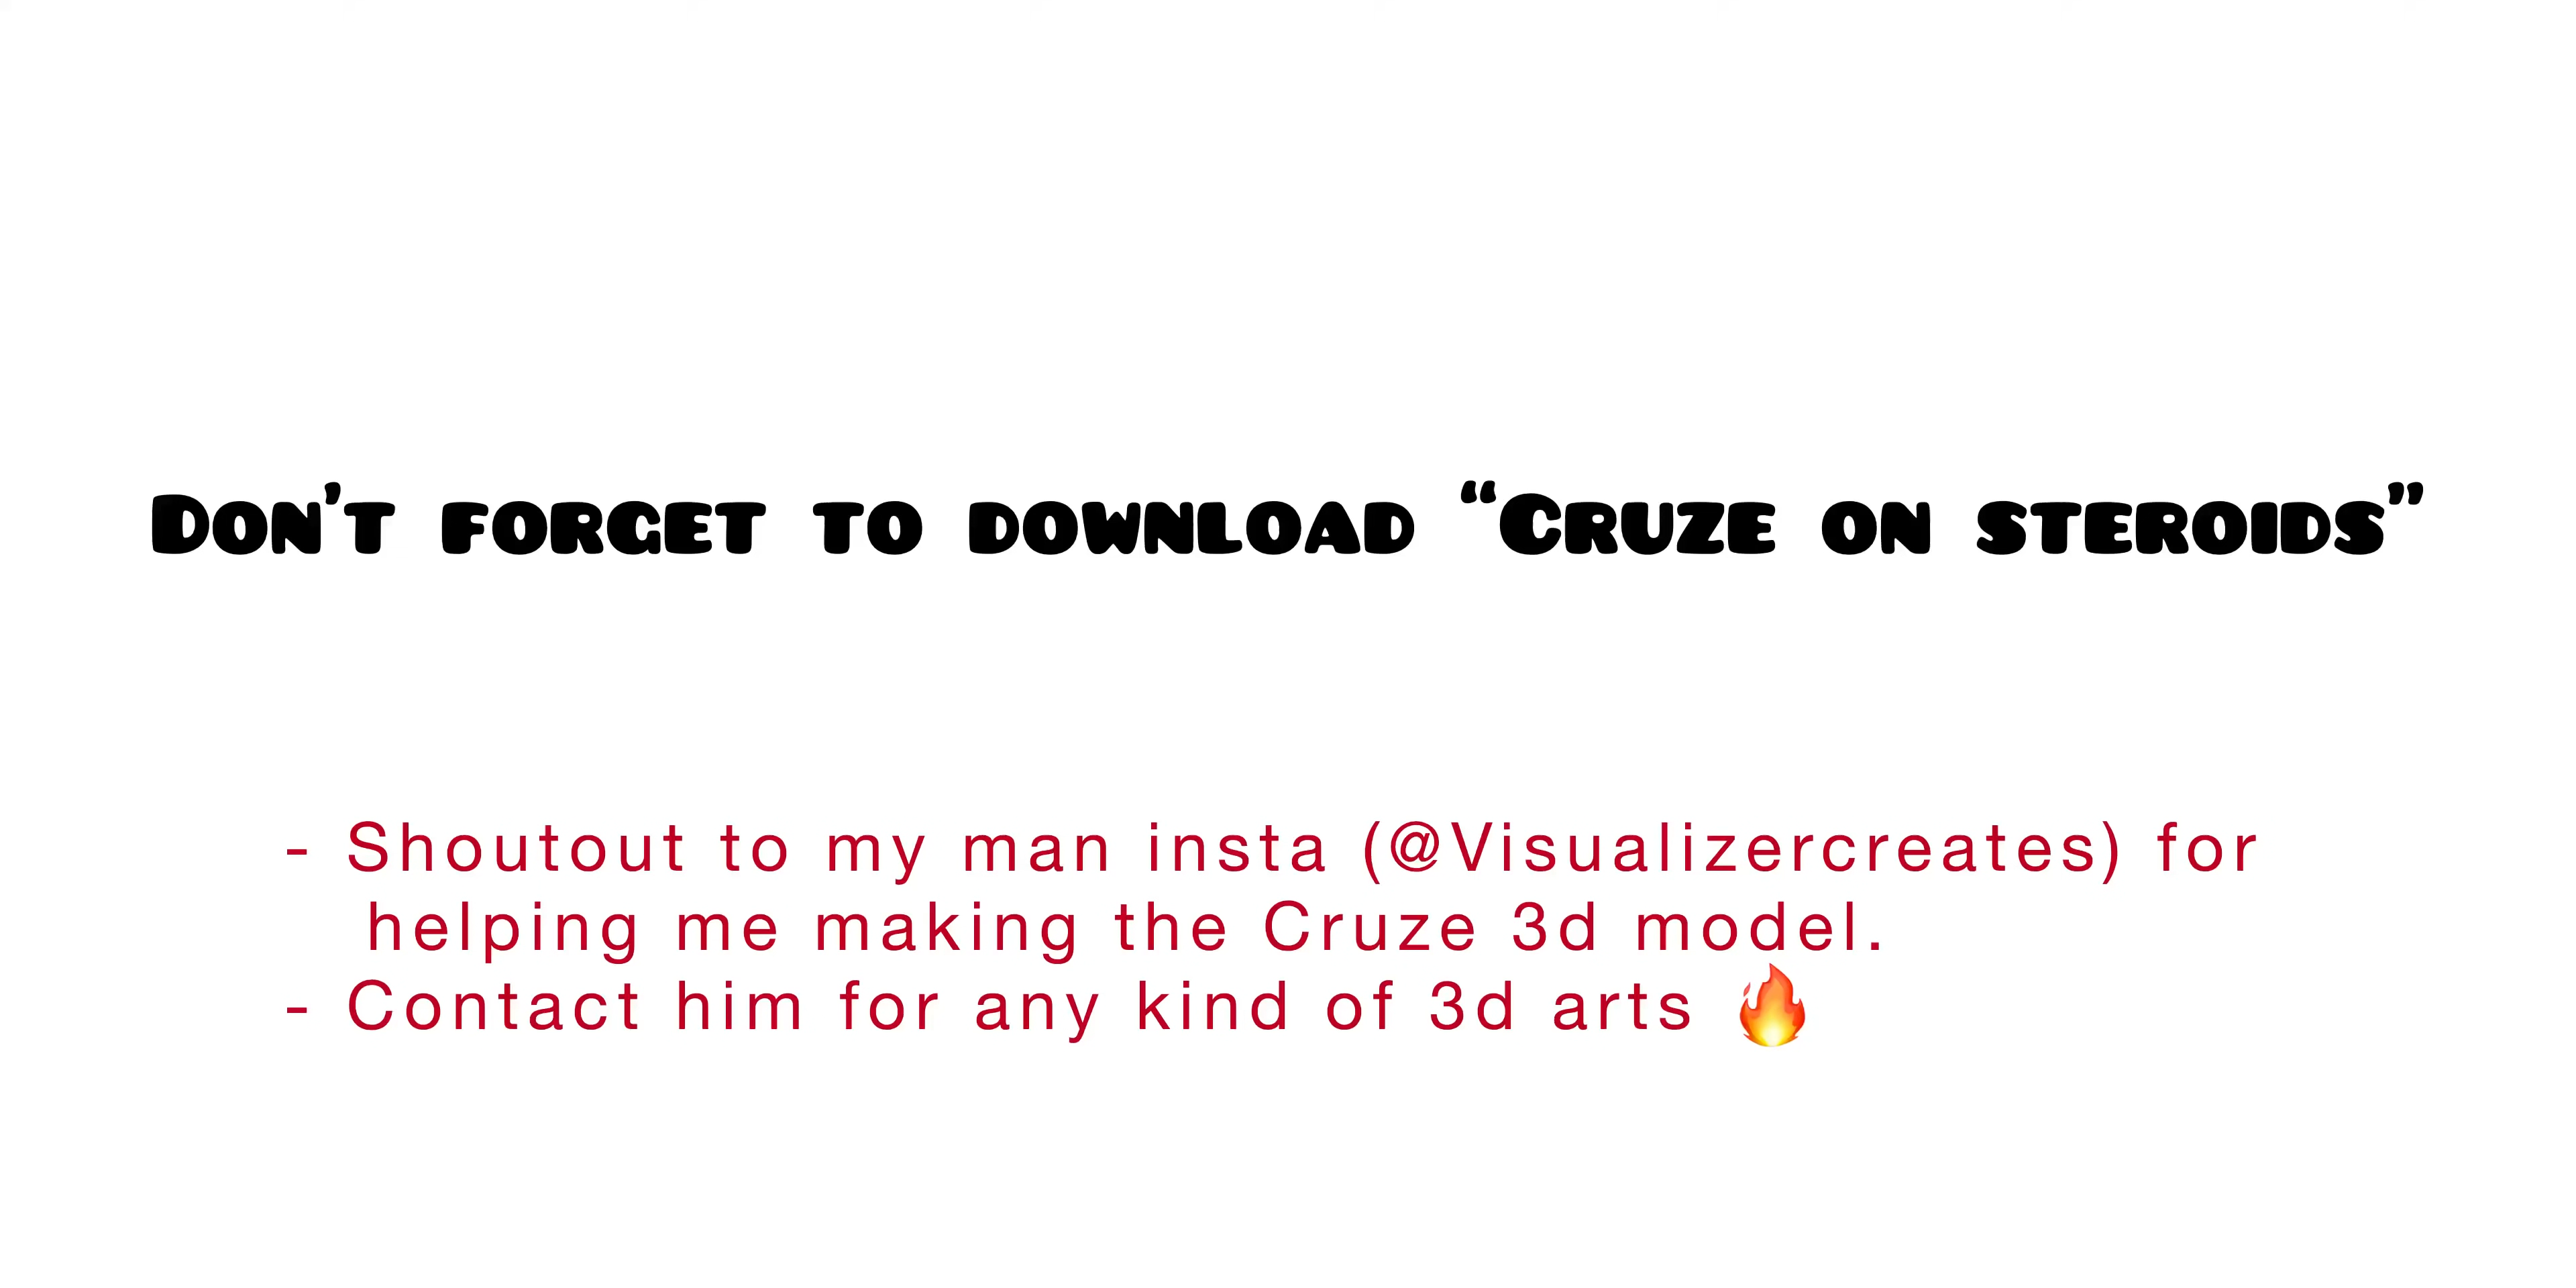 Don’t forget to download “Cruze on steroids”
- Shoutout to my man insta (@Visualizercreates) for
helping me making the Cruze 3d model.
- Contact him for any kind of 3d arts 🔥